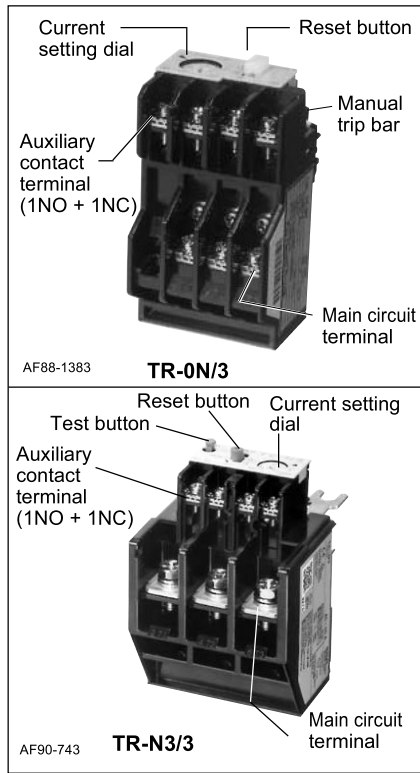 Current
setting dial
Reset button
Manual
trip bar
Auxiliary
contact
terminal
(1NO + 1NC)
Main circuit
terminal
AF88-1383
TR-0N/3
Reset button
Test button
Current setting
dial
Auxiliary
contact
terminal
(1NO + 1NC)
Main circuit
terminal
AF90-743
TR-N3/3